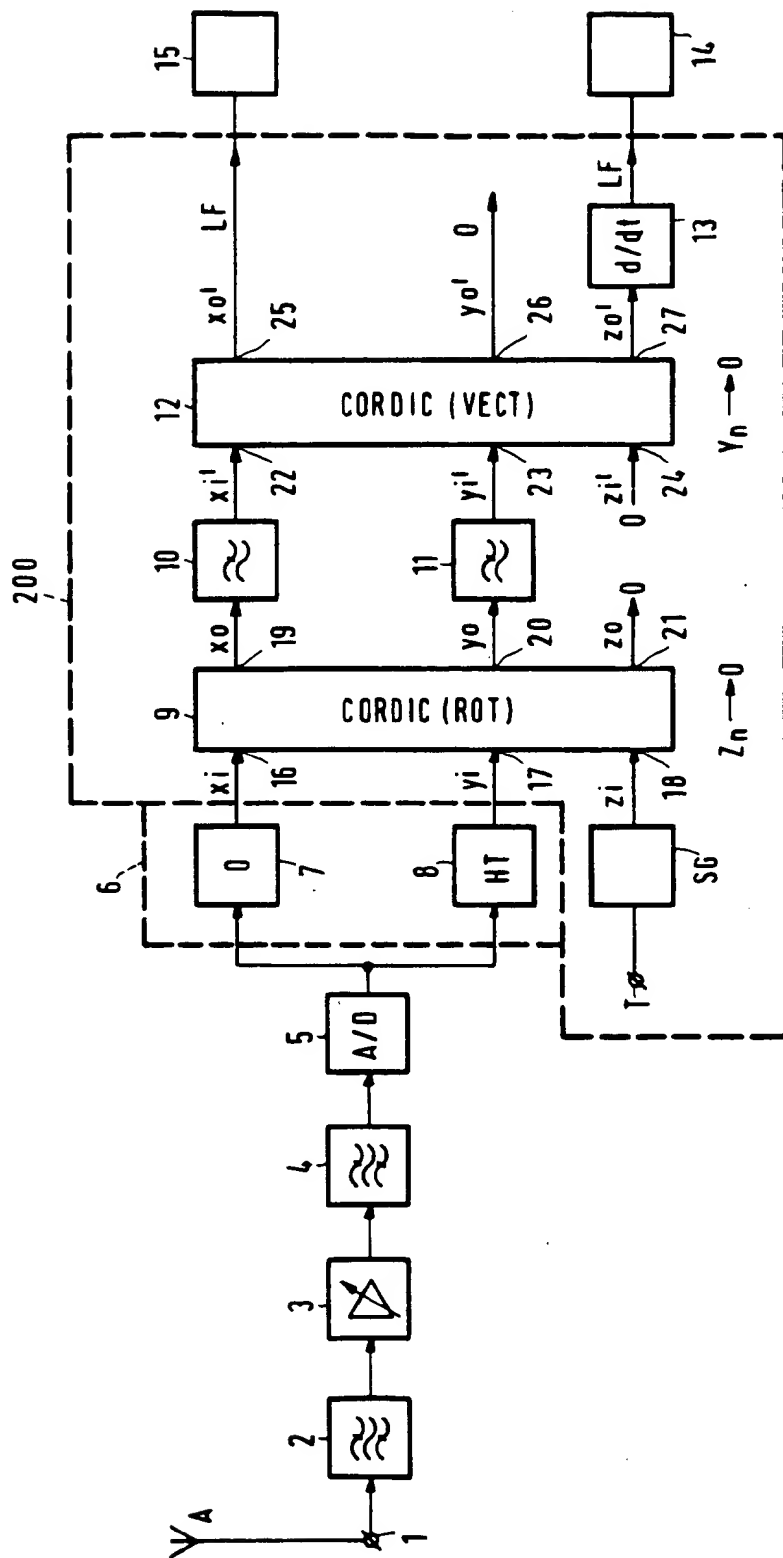 A
1
2
3
4
5
A/D
6
0
7
8
HT
T
SG
200
xi
16
yi
17
zi
18
9
CORDIC (ROT)
Zn → 0
xo
19
yo
20
zo
21
0
10
11
xi'
22
yi'
23
0
zi'
24
12
CORDIC (VECT)
Yn → 0
xo'
25
yo'
26
zo'
27
LF
0
d/dt
13
LF
15
14